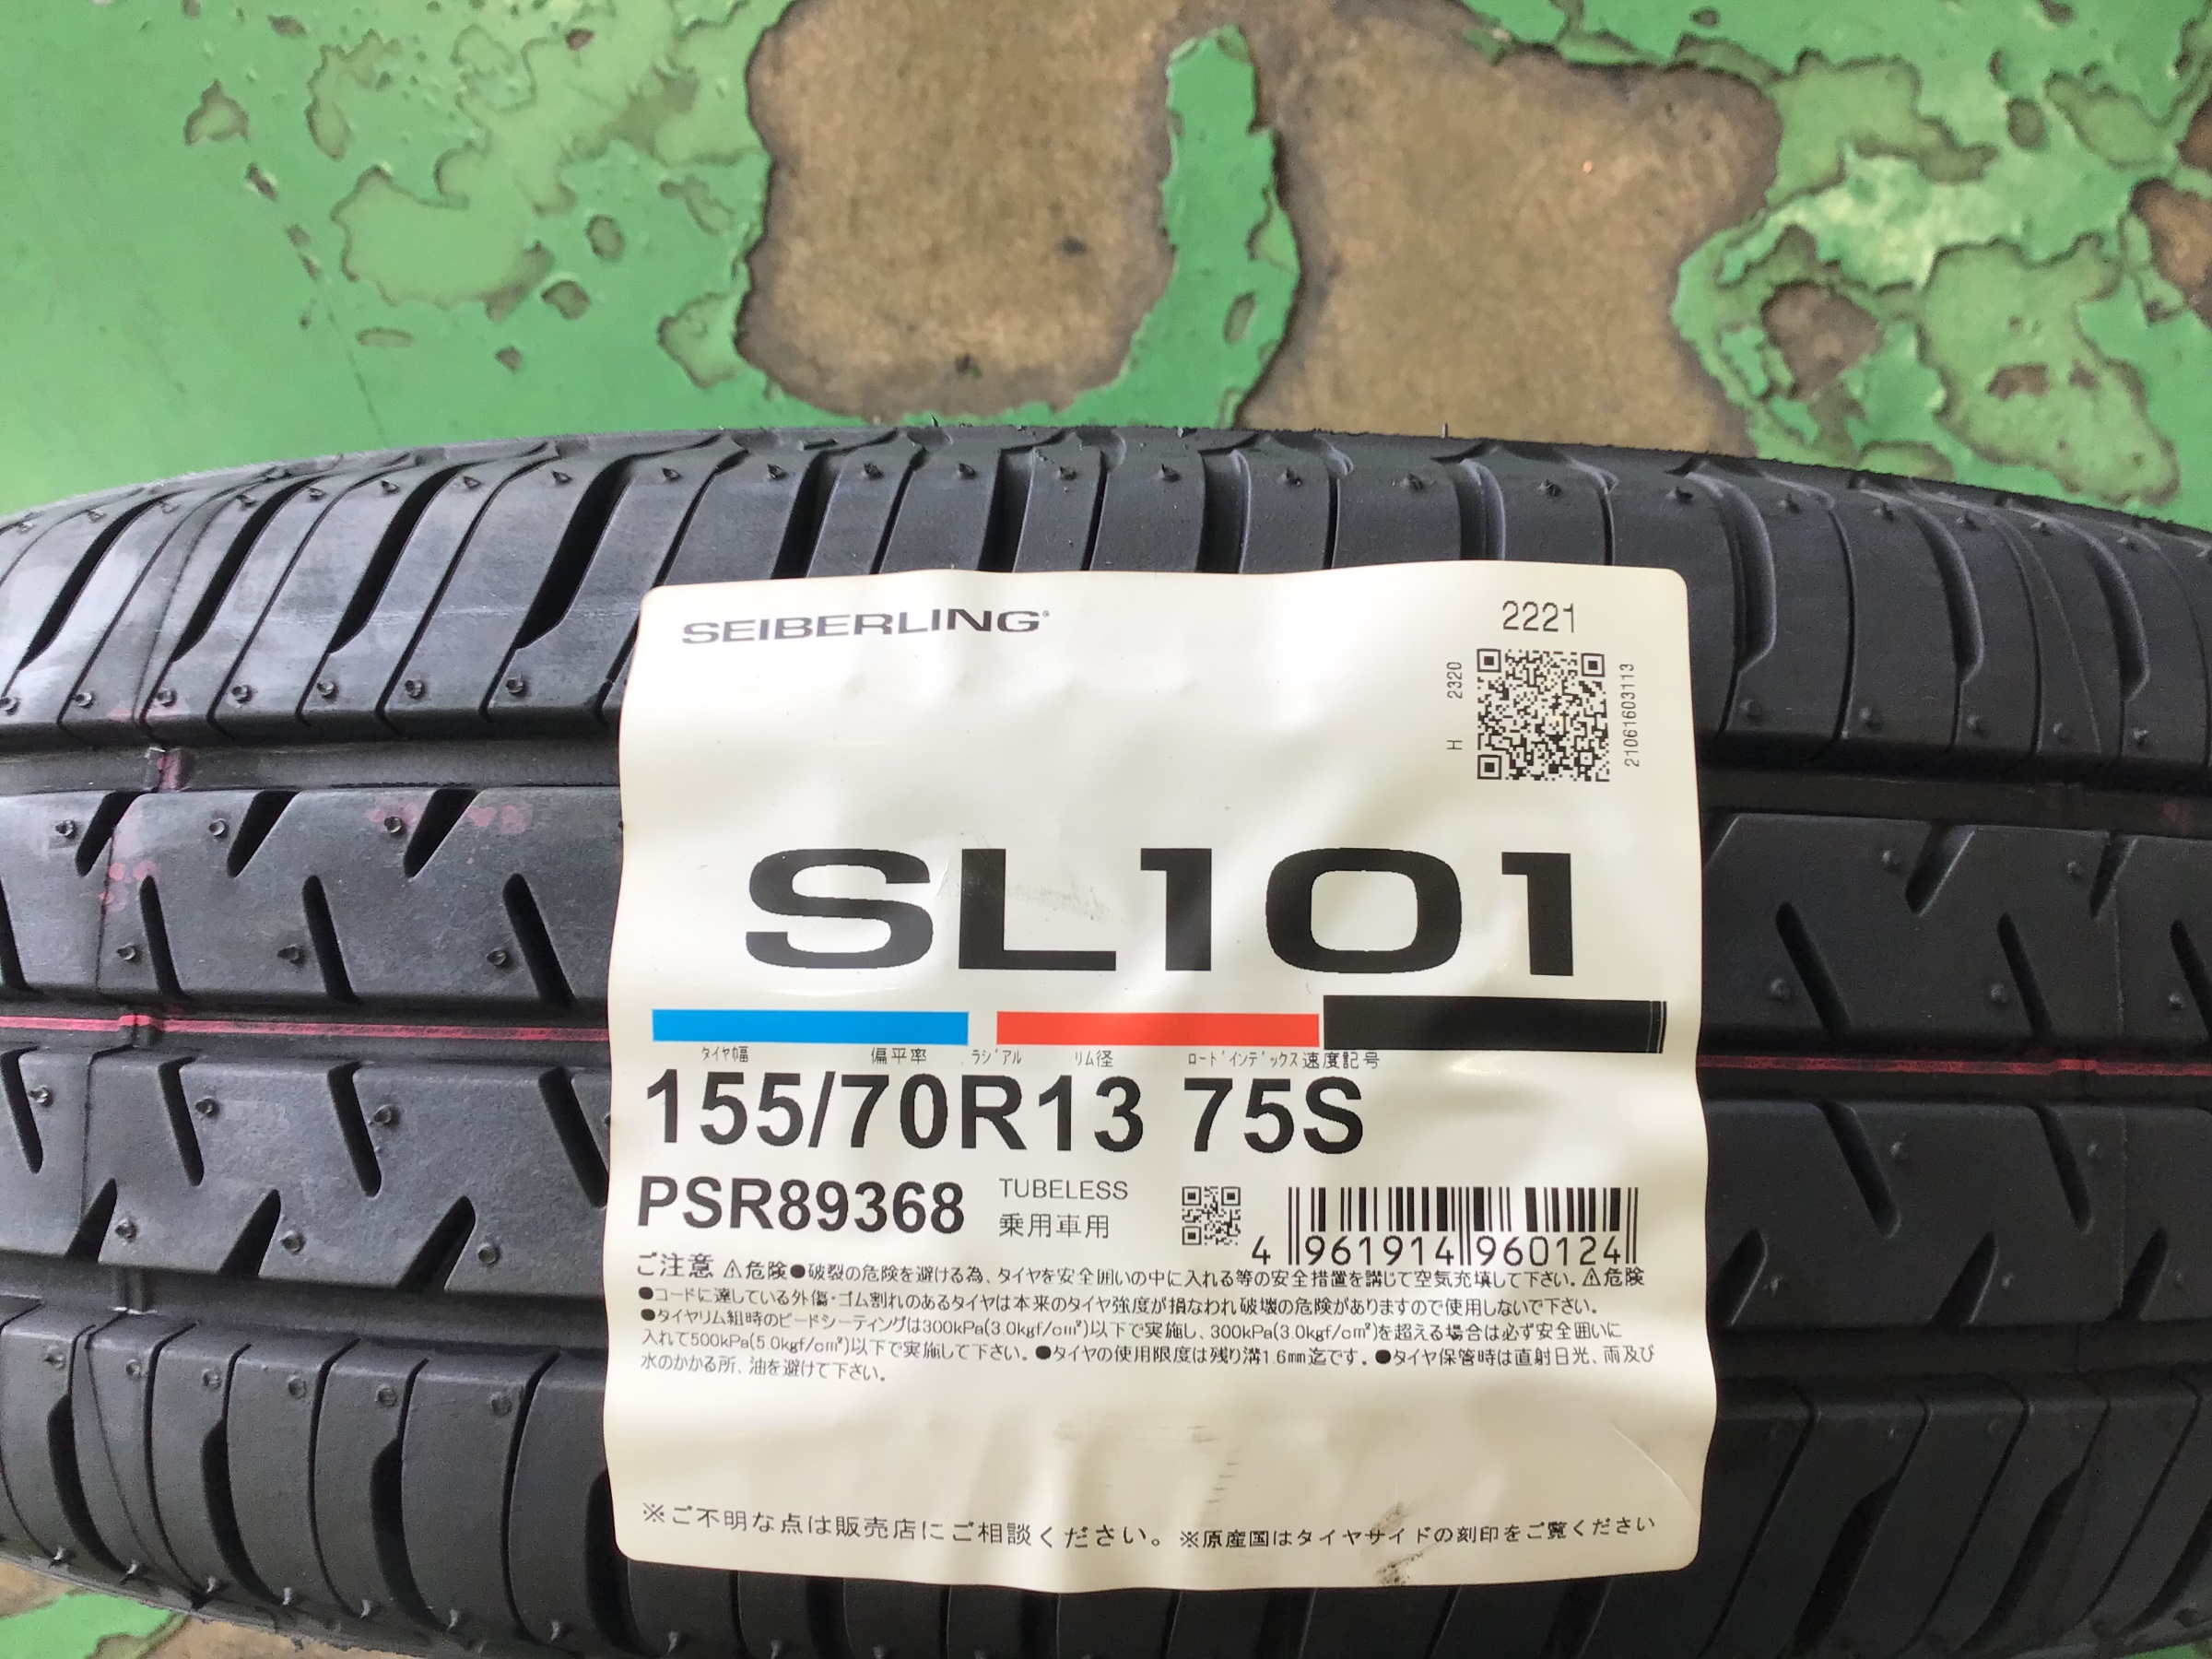 SEIBERLING®
2221
H 2320
21061603113
SL101
タイヤ幅 偏平率 ラジアル リム径 ロードインデックス 速度記号
155/70R13 75S
PSR89368
TUBELESS
乗用車用
4 961914 960124
ご注意 ⚠危険●破裂の危険を避ける為、タイヤを安全囲いの中に入れる等の安全措置を講じて空気充填して下さい。⚠危険
●コードに達している外傷・ゴム割れのあるタイヤは本来のタイヤ強度が損なわれ破壊の危険がありますので使用しないで下さい。
●タイヤリム組時のビードシーティングは300kPa(3.0kgf/c㎡)以下で実施し、300kPa(3.0kgf/c㎡)を超える場合は必ず安全囲いに
入れて500kPa(5.0kgf/c㎡)以下で実施して下さい。●タイヤの使用限度は残り溝1.6㎜迄です。●タイヤ保管時は直射日光、雨及び
水のかかる所、油を避けて下さい。
※ご不明な点は販売店にご相談ください。※原産国はタイヤサイドの刻印をご覧ください